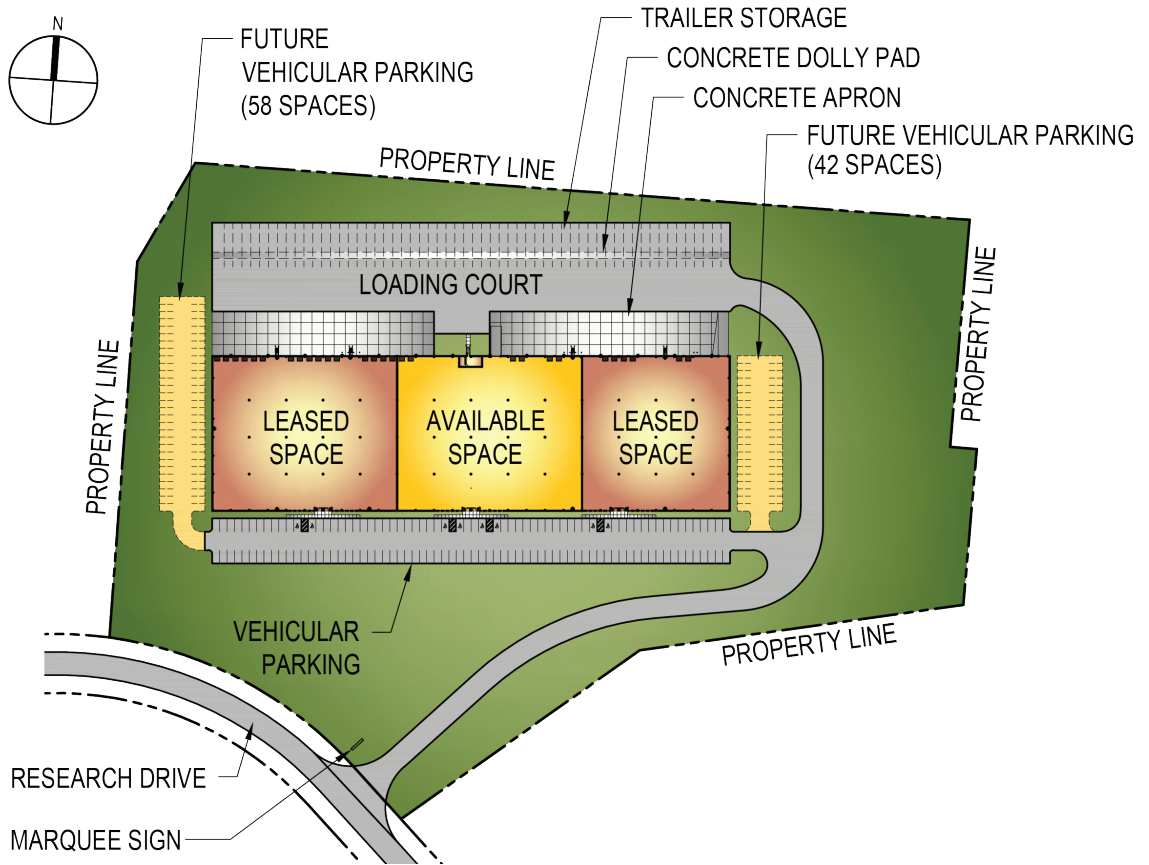 N
TRAILER STORAGE
FUTURE
VEHICULAR PARKING
(58 SPACES)
CONCRETE DOLLY PAD
CONCRETE APRON
FUTURE VEHICULAR PARKING
(42 SPACES)
PROPERTY LINE
PROPERTY LINE
LOADING COURT
PROPERTY LINE
LEASED
SPACE
AVAILABLE
SPACE
LEASED
SPACE
VEHICULAR
PARKING
PROPERTY LINE
RESEARCH DRIVE
MARQUEE SIGN